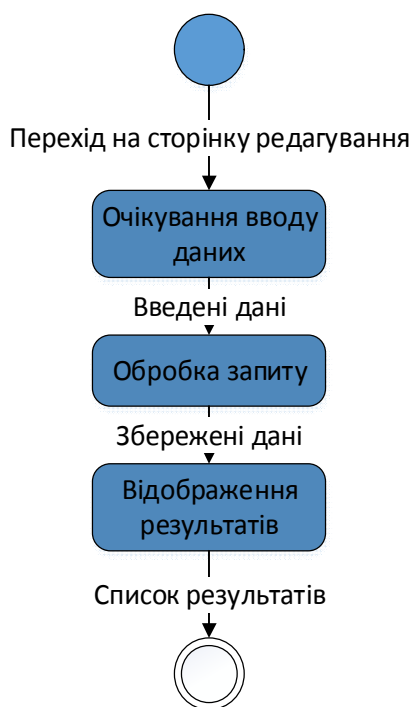 Перехід на сторінку редагування
Очікування вводу
даних
Введені дані
Обробка запиту
Збережені дані
Відображення
результатів
Список результатів